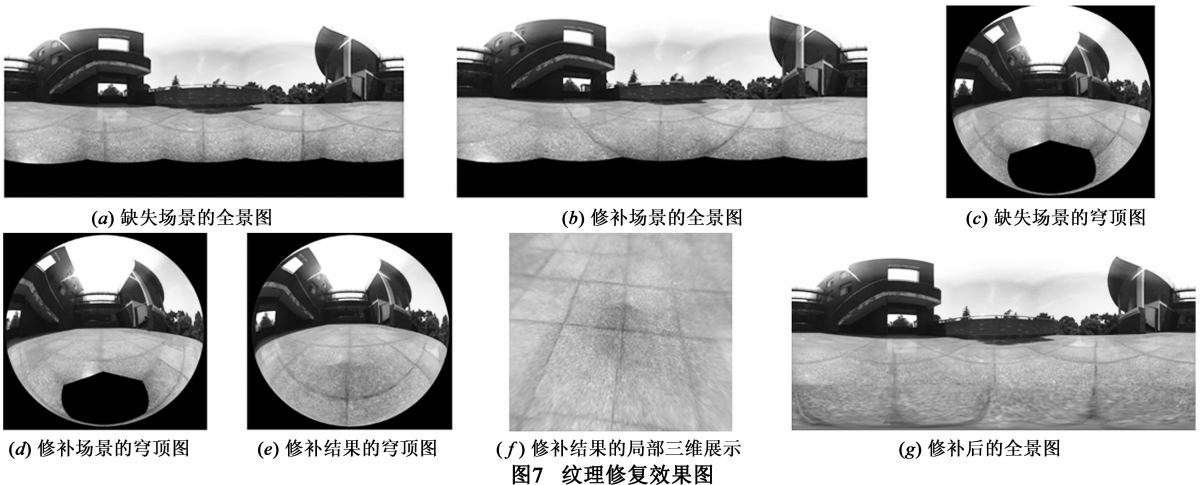 (a) 缺失场景的全景图
(b) 修补场景的全景图
(c) 缺失场景的穹顶图
(d) 修补场景的穹顶图
(e) 修补结果的穹顶图
(f) 修补结果的局部三维展示
(g) 修补后的全景图
图7 纹理修复效果图